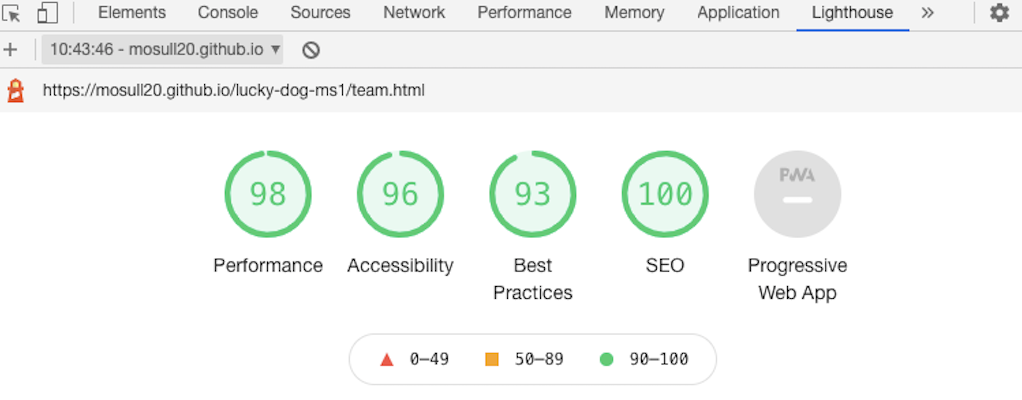 Elements Console Sources Network Performance Memory Application Lighthouse »
+ 10:43:46 - mosull20.github.io ▼
https://mosull20.github.io/lucky-dog-ms1/team.html
98 96 93 100 PWA
Performance Accessibility Best SEO Progressive
Practices Web App
0–49 50–89 90–100